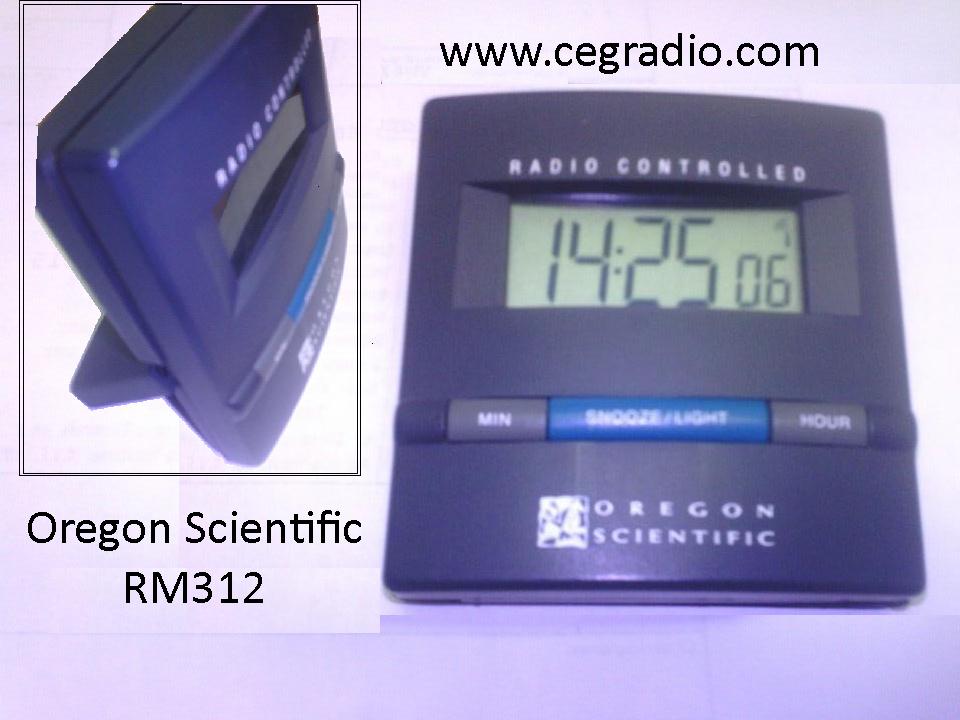 www.cegradio.com
RADIO CONTROLLED
14:25 06
MIN SNOOZE/LIGHT HOUR
OREGON
SCIENTIFIC
RADIO CONTROLLED
Oregon Scientific
RM312